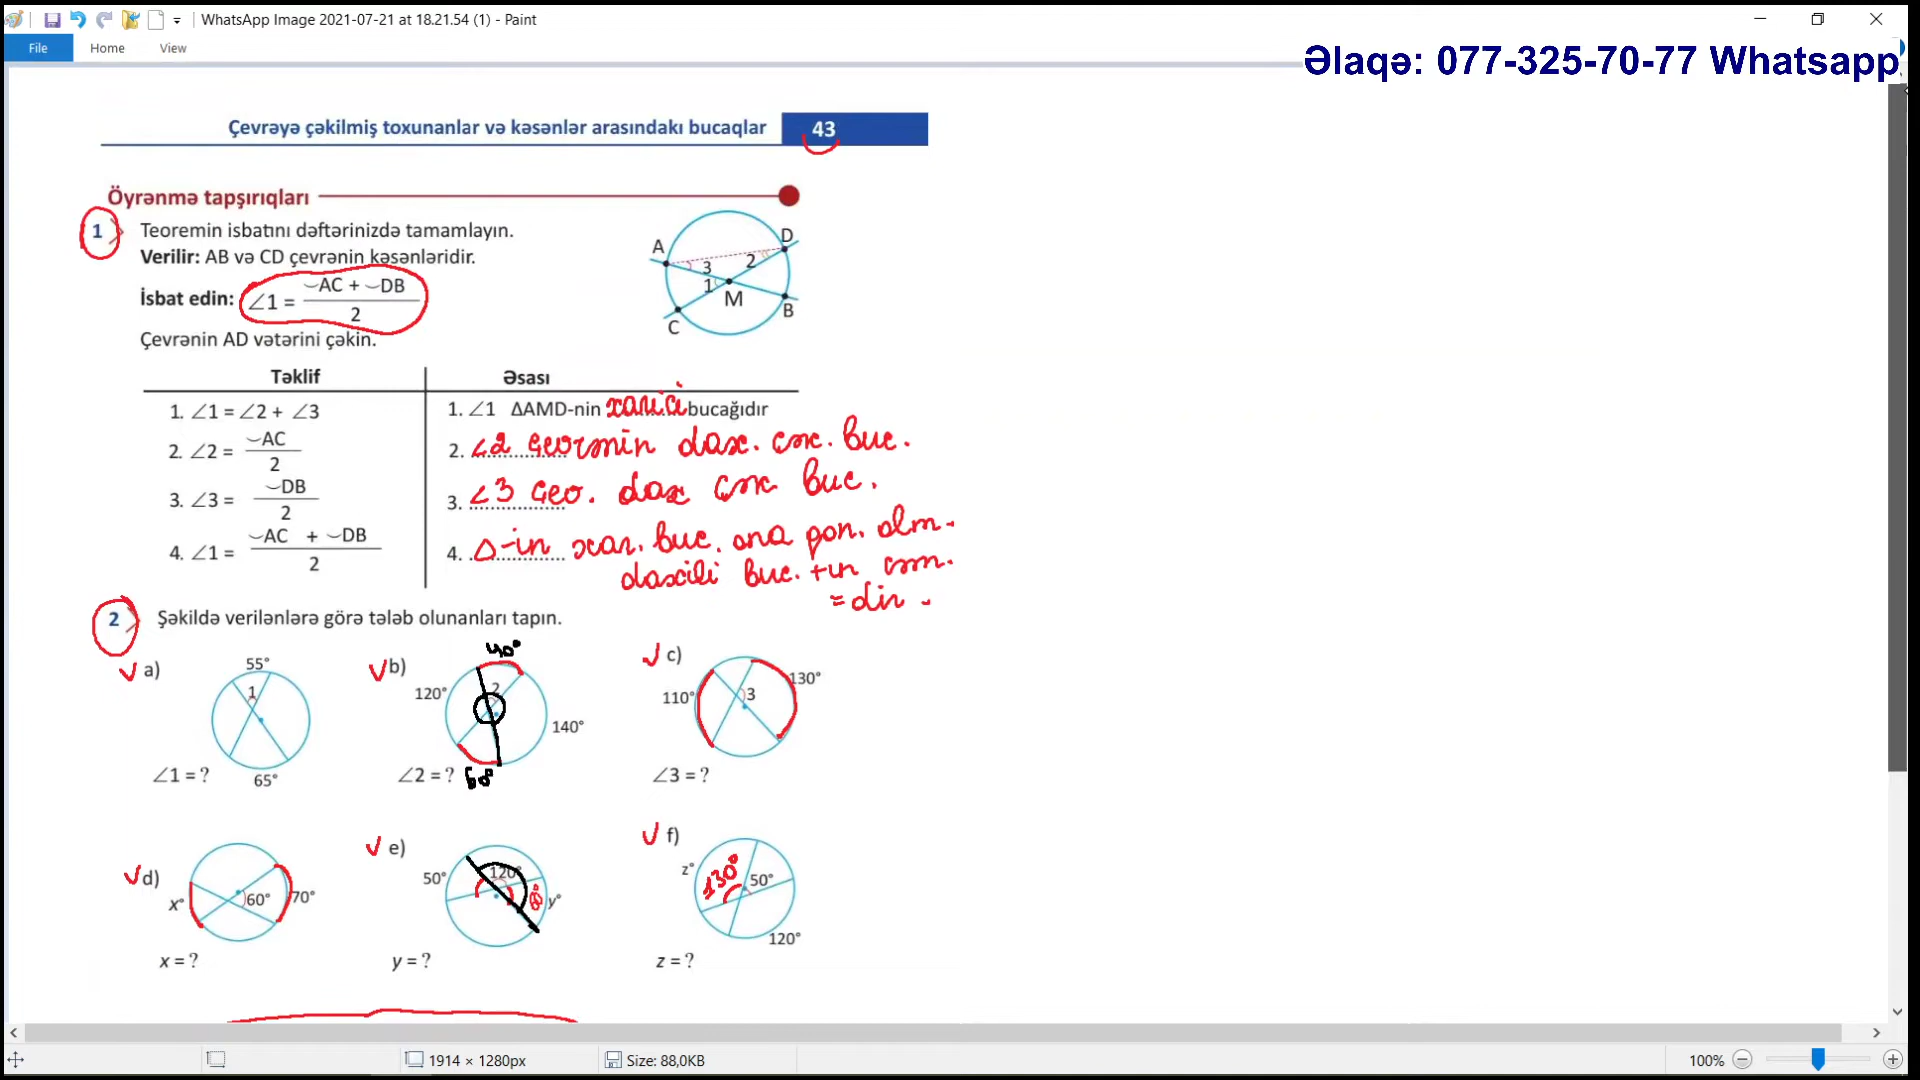 WhatsApp Image 2021-07-21 at 18.21.54 (1) - Paint
File Home View
Əlaqə: 077-325-70-77 Whatsapp
Çevrəyə çəkilmiş toxunanlar və kəsənlər arasındakı bucaqlar 43
Öyrənmə tapşırıqları
1 Teoremin isbatını dəftərinizdə tamamlayın.
Verilir: AB və CD çevrənin kəsənləridir.
İsbat edin: ∠1 = (⌣AC + ⌣DB) / 2
Çevrənin AD vətərini çəkin.
A D 3 2 1 M B C
Təklif Əsası
1. ∠1 = ∠2 + ∠3
1. ∠1 ΔAMD-nin xarici bucağıdır
2. ∠2 = ⌣AC / 2
2. ∠2 çevrənin dax. çək. buc.
3. ∠3 = ⌣DB / 2
3. ∠3 çev. dax çək buc.
4. ∠1 = (⌣AC + ⌣DB) / 2
4. Δ-in xar. buc. ona qon. olm.
daxili buc. +ın cəm.
=dir.
2 Şəkildə verilənlərə görə tələb olunanları tapın.
a) 55° 1 65°
∠1 = ?
b) 40° 120° 2 140° 60°
∠2 = ?
c) 110° 3 130°
∠3 = ?
d) x° 60° 70°
x = ?
e) 50° 120° y°
y = ?
f) z° 130° 50° 120°
z = ?
1914 × 1280px Size: 88,0KB 100%